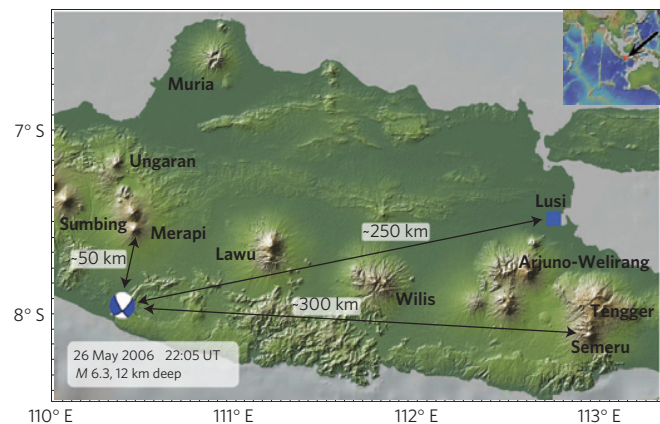 Muria
7° S
Ungaran
Lusi
Sumbing
Merapi
~250 km
~50 km
Lawu
Arjuno-Welirang
~300 km
Wilis
Tengger
8° S
Semeru
26 May 2006 22:05 UT
M 6.3, 12 km deep
110° E
111° E
112° E
113° E